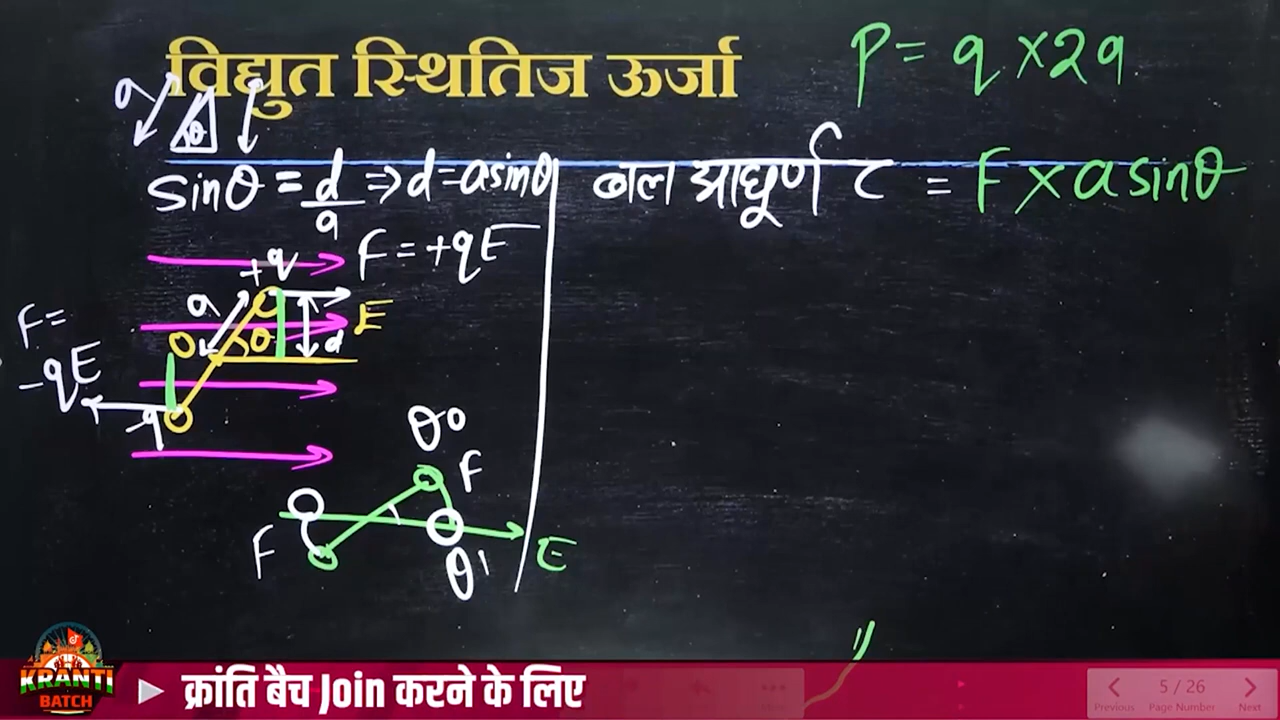 विद्युत स्थितिज ऊर्जा
P = q × 2a
a θ
sinθ = d/a ⇒ d = a sinθ
बल आघूर्ण τ = F × a sinθ
+q F = +qE
a
F =
-qE
O θ d E
-q
θ°
F
F
θ'
E
KRANTI
BATCH
क्रांति बैच Join करने के लिए
5 / 26
Previous Page Number Next